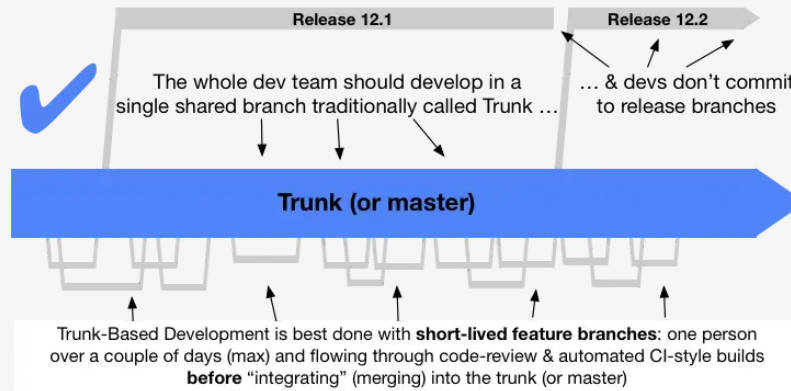 Release 12.1
Release 12.2
The whole dev team should develop in a
single shared branch traditionally called Trunk …
… & devs don’t commit
to release branches
Trunk (or master)
Trunk-Based Development is best done with short-lived feature branches: one person
over a couple of days (max) and flowing through code-review & automated CI-style builds
before “integrating” (merging) into the trunk (or master)